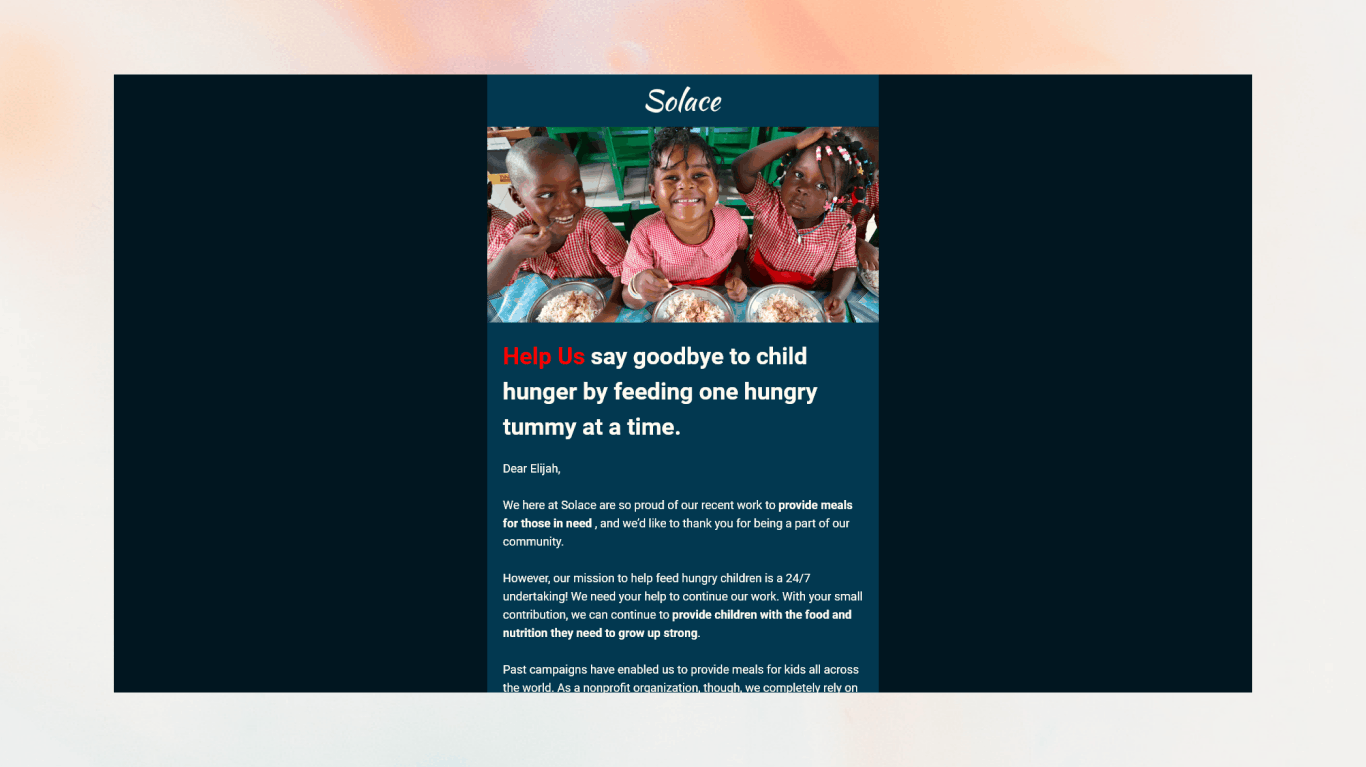 Solace
Help Us say goodbye to child
hunger by feeding one hungry
tummy at a time.
Dear Elijah,
We here at Solace are so proud of our recent work to provide meals
for those in need , and we'd like to thank you for being a part of our
community.
However, our mission to help feed hungry children is a 24/7
undertaking! We need your help to continue our work. With your small
contribution, we can continue to provide children with the food and
nutrition they need to grow up strong.
Past campaigns have enabled us to provide meals for kids all across
the world. As a nonprofit organization, though, we completely rely on